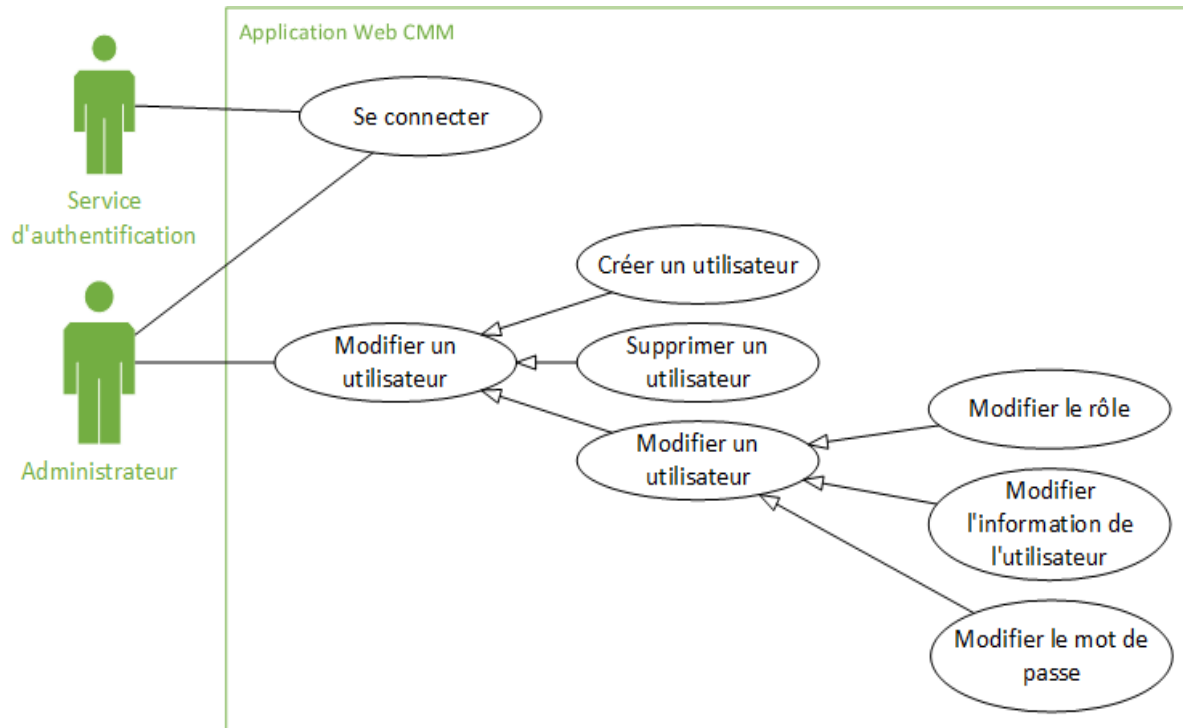 Application Web CMM
Se connecter
Service
d'authentification
Créer un utilisateur
Modifier un
utilisateur
Supprimer un
utilisateur
Modifier le rôle
Modifier un
utilisateur
Administrateur
Modifier
l'information de
l'utilisateur
Modifier le mot de
passe